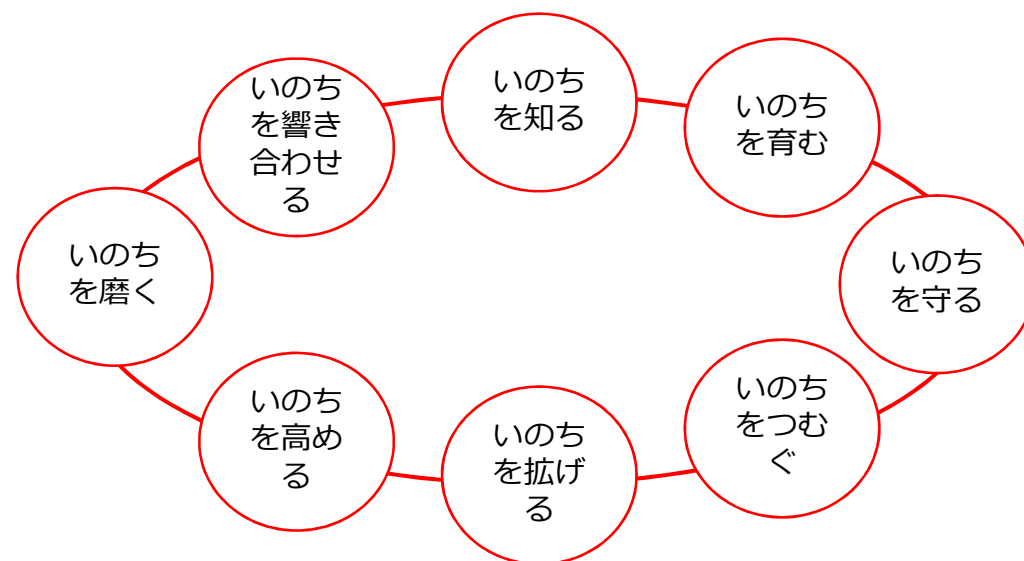 いのち
を知る
いのち
を育む
いのち
を守る
いのち
をつむ
ぐ
いのち
を拡げ
る
いのち
を高め
る
いのち
を磨く
いのち
を響き
合わせ
る